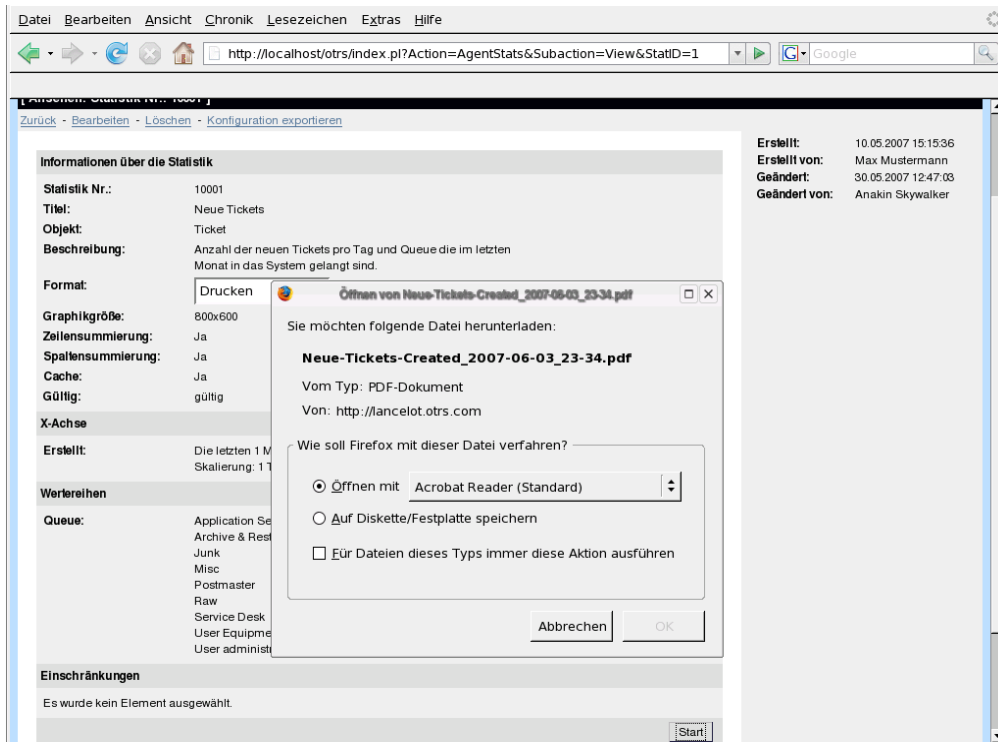 Datei Bearbeiten Ansicht Chronik Lesezeichen Extras Hilfe
http://localhost/otrs/index.pl?Action=AgentStats&Subaction=View&StatID=1
G Google
[ Ansehen: Statistik Nr.: 10001 ]
Zurück - Bearbeiten - Löschen - Konfiguration exportieren
Informationen über die Statistik
Statistik Nr.: 10001
Titel: Neue Tickets
Objekt: Ticket
Beschreibung: Anzahl der neuen Tickets pro Tag und Queue die im letzten
Monat in das System gelangt sind.
Format: Drucken
Graphikgröße: 800x600
Zeilensummierung: Ja
Spaltensummierung: Ja
Cache: Ja
Gültig: gültig
X-Achse
Erstellt: Die letzten 1 M
Skalierung: 1 T
Wertereihen
Queue: Application Se
Archive & Rest
Junk
Misc
Postmaster
Raw
Service Desk
User Equipme
User administr
Einschränkungen
Es wurde kein Element ausgewählt.
Start
Erstellt: 10.05.2007 15:15:36
Erstellt von: Max Mustermann
Geändert: 30.05.2007 12:47:03
Geändert von: Anakin Skywalker
Öffnen von Neue-Tickets-Created_2007-06-03_23-34.pdf
Sie möchten folgende Datei herunterladen:
Neue-Tickets-Created_2007-06-03_23-34.pdf
Vom Typ: PDF-Dokument
Von: http://lancelot.otrs.com
Wie soll Firefox mit dieser Datei verfahren?
Öffnen mit Acrobat Reader (Standard)
Auf Diskette/Festplatte speichern
Für Dateien dieses Typs immer diese Aktion ausführen
Abbrechen OK